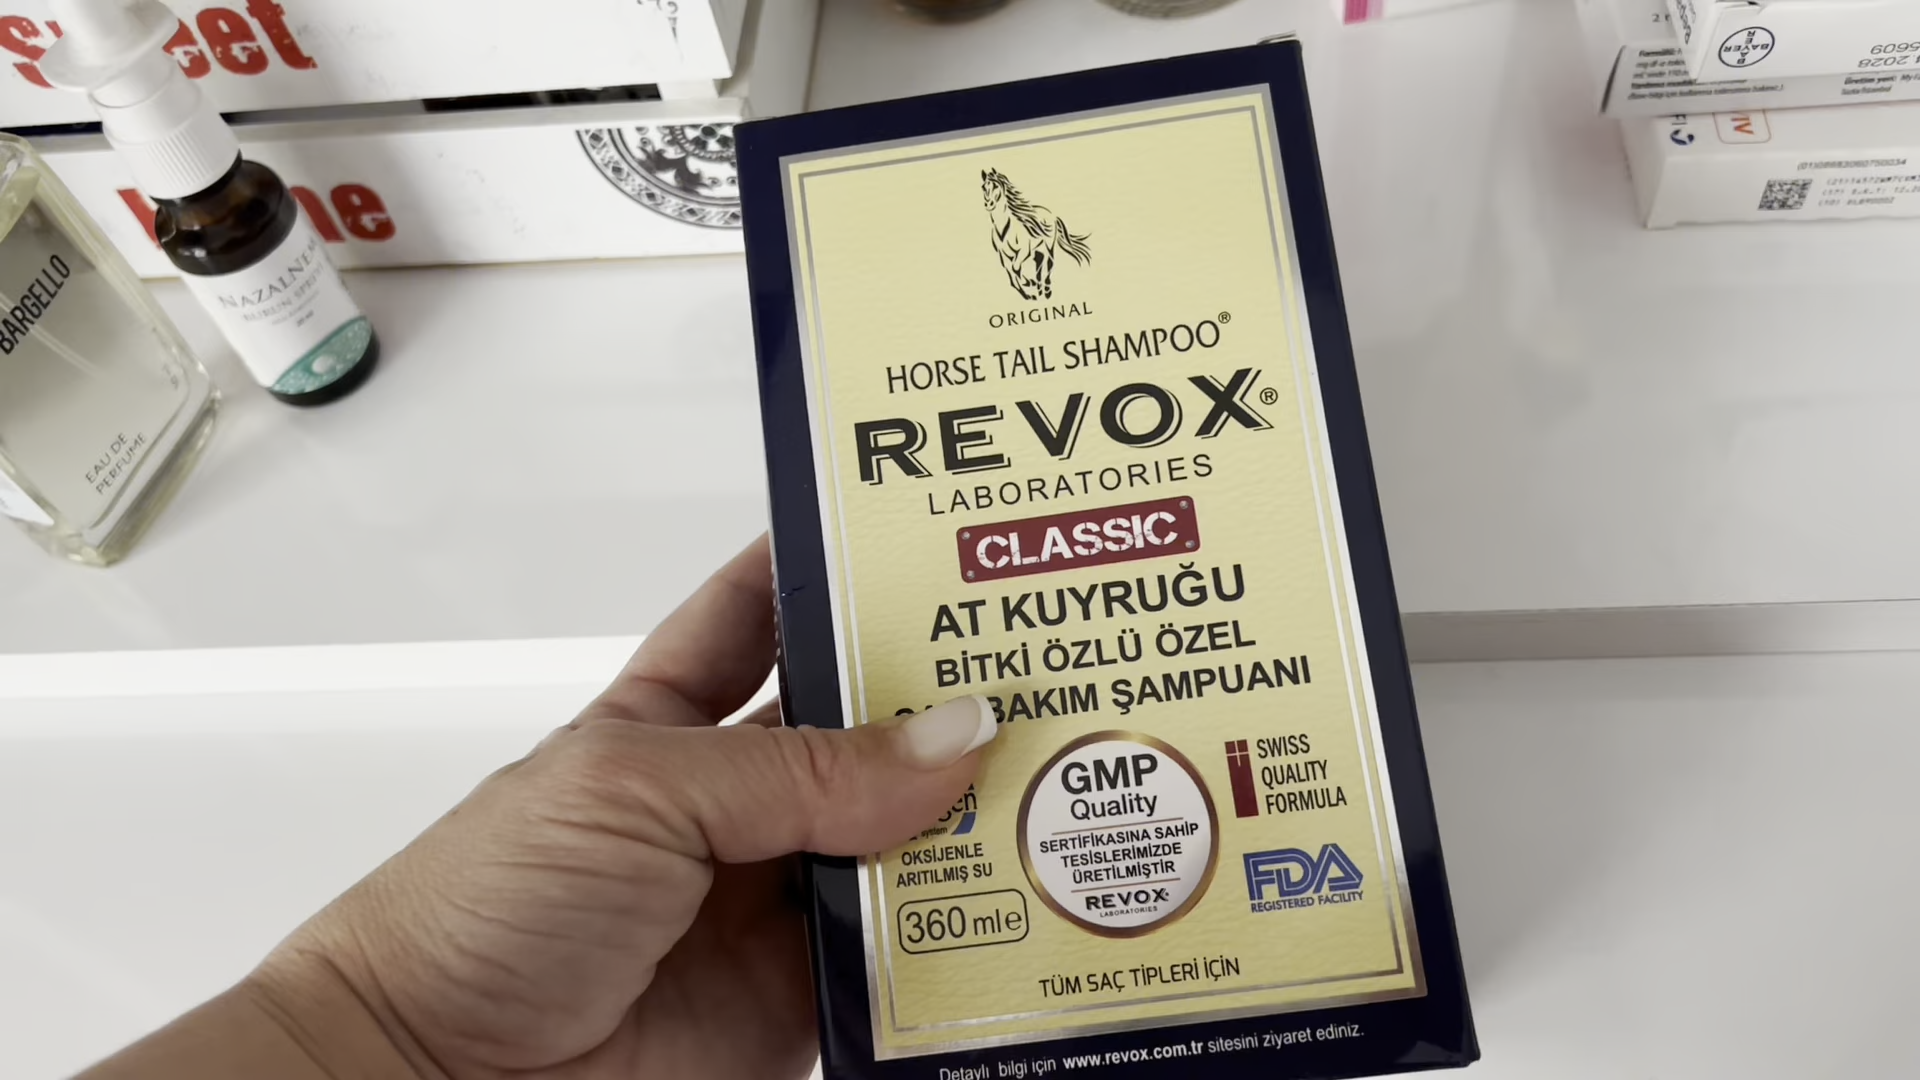 BARGELLO
EAU DE
PERFUME
ORIGINAL
HORSE TAIL SHAMPOO®
REVOX®
LABORATORIES
CLASSIC
AT KUYRUĞU
BİTKİ ÖZLÜ ÖZEL
BAKIM ŞAMPUANI
GMP
Quality
SERTİFİKASINA SAHİP
TESİSLERİMİZDE
ÜRETİLMİŞTİR
REVOX
LABORATORIES
SWISS
QUALITY
FORMULA
system
OKSİJENLE
ARITILMIŞ SU
360 ml e
FDA
REGISTERED FACILITY
TÜM SAÇ TİPLERİ İÇİN
Detaylı bilgi için www.revox.com.tr sitesini ziyaret ediniz.
BAYER